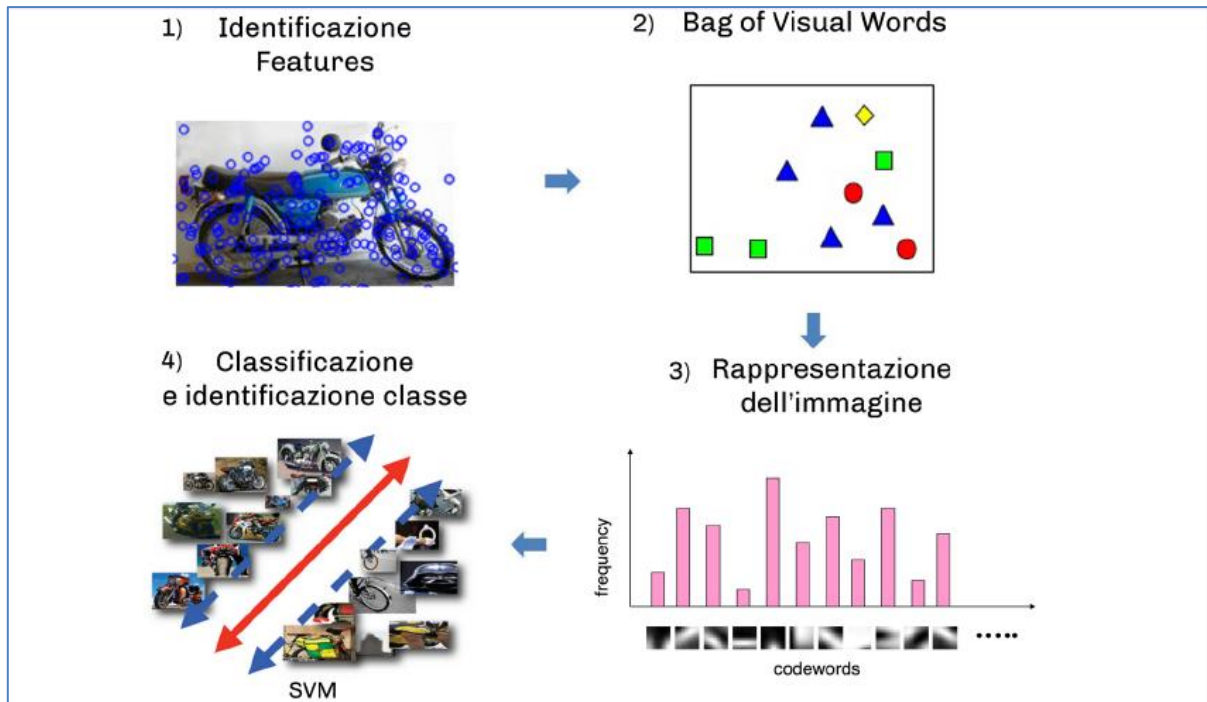 1) Identificazione
Features
2) Bag of Visual Words
3) Rappresentazione
dell'immagine
frequency
codewords
4) Classificazione
e identificazione classe
SVM